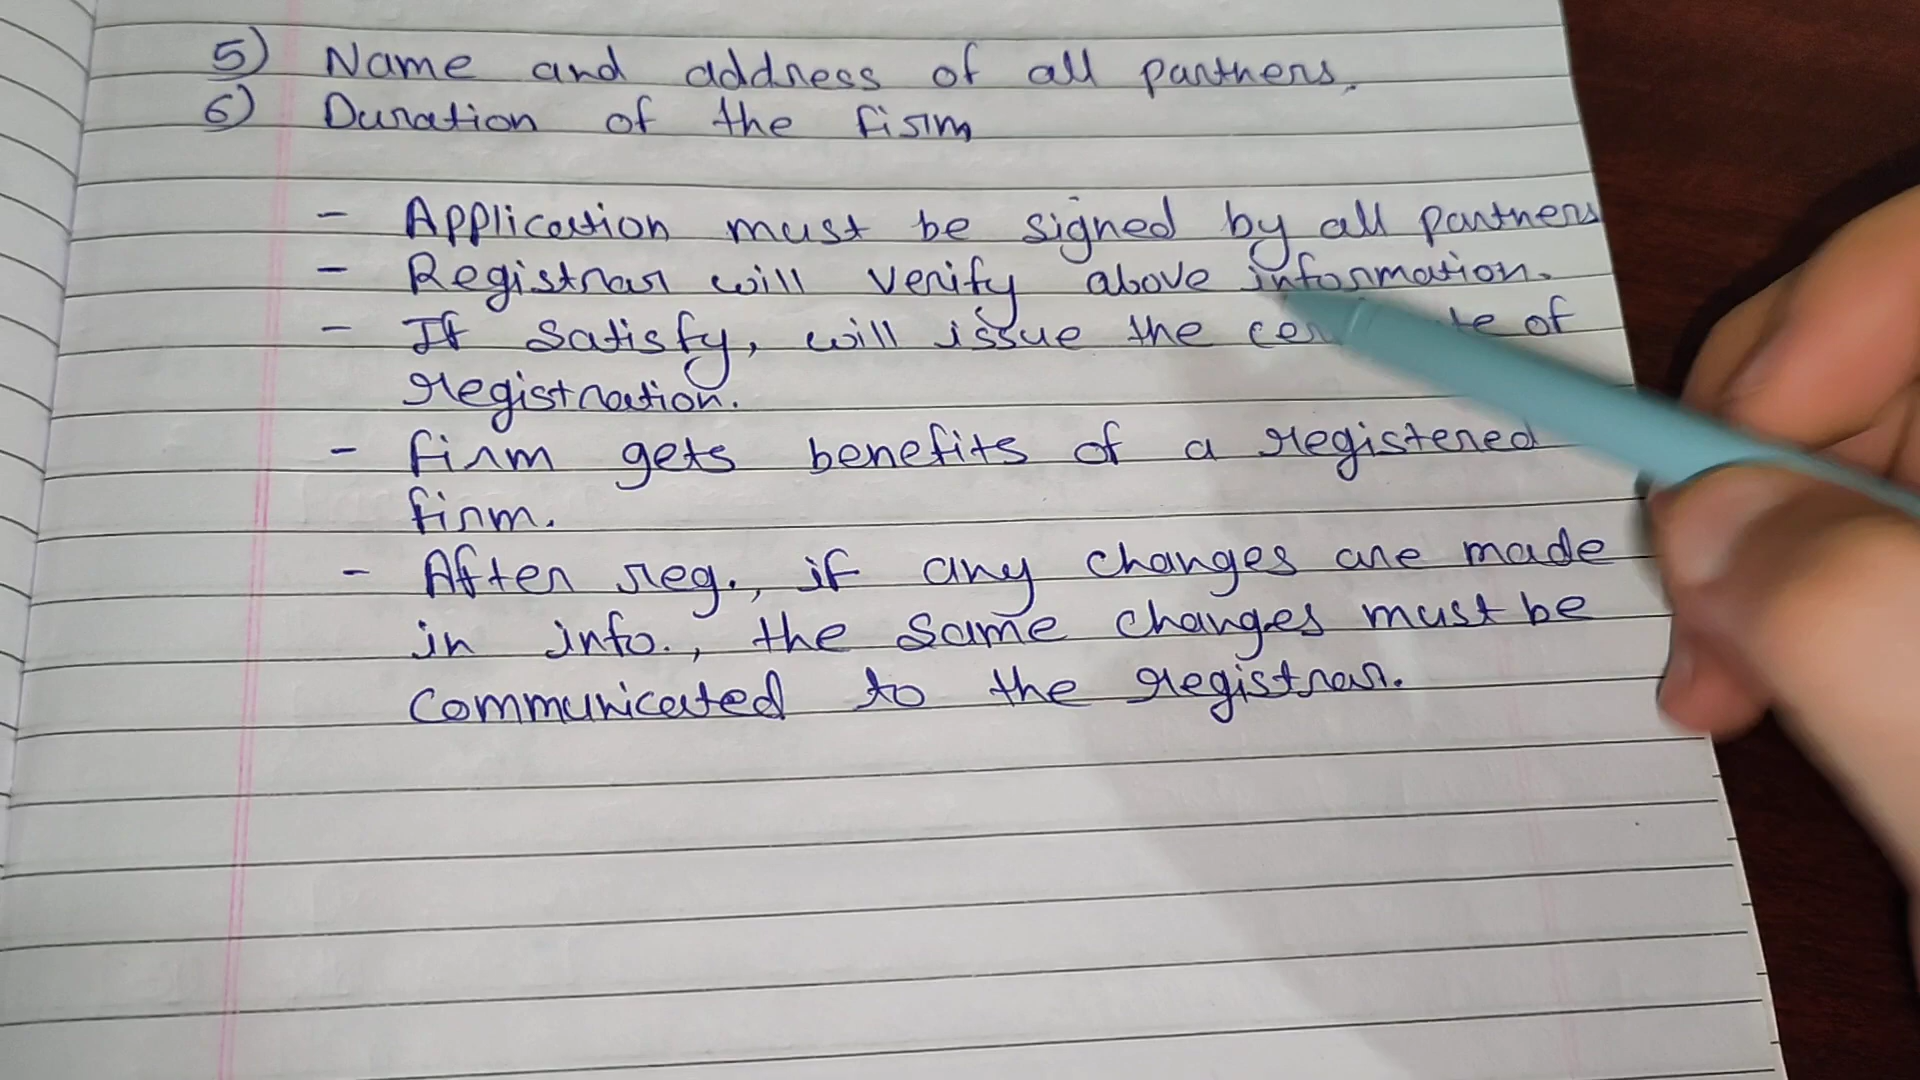 5) Name and address of all partners.
6) Duration of the firm
- Application must be signed by all partners
- Registrar will verify above information.
- If satisfy, will issue the of
registration.
- firm gets benefits of a registered
firm.
- After reg., if any changes are made
in info., the same changes must be
communicated to the registrar.